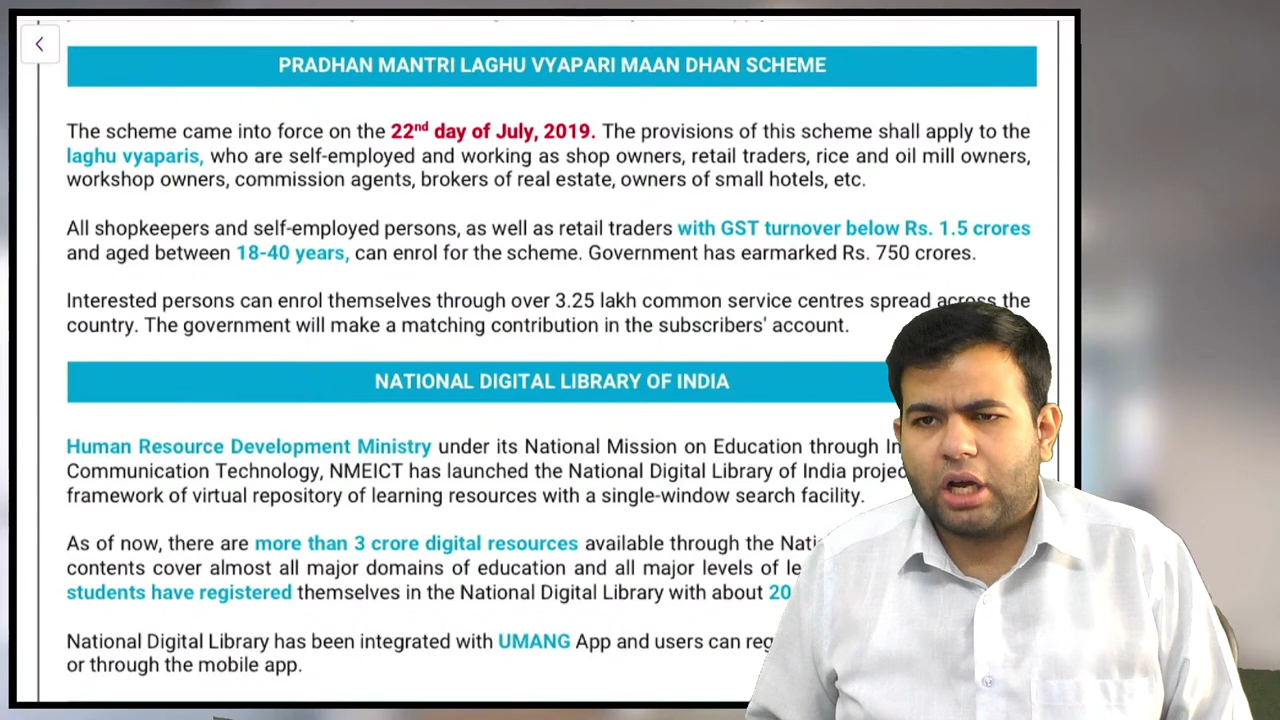 PRADHAN MANTRI LAGHU VYAPARI MAAN DHAN SCHEME
The scheme came into force on the 22nd day of July, 2019. The provisions of this scheme shall apply to the
laghu vyaparis, who are self-employed and working as shop owners, retail traders, rice and oil mill owners,
workshop owners, commission agents, brokers of real estate, owners of small hotels, etc.
All shopkeepers and self-employed persons, as well as retail traders with GST turnover below Rs. 1.5 crores
and aged between 18-40 years, can enrol for the scheme. Government has earmarked Rs. 750 crores.
Interested persons can enrol themselves through over 3.25 lakh common service centres spread across the
country. The government will make a matching contribution in the subscribers' account.
NATIONAL DIGITAL LIBRARY OF INDIA
Human Resource Development Ministry under its National Mission on Education through
Communication Technology, NMEICT has launched the National Digital Library of India
framework of virtual repository of learning resources with a single-window search facility.
As of now, there are more than 3 crore digital resources available through the
contents cover almost all major domains of education and all major levels of
students have registered themselves in the National Digital Library with about 20
National Digital Library has been integrated with UMANG App and users can
or through the mobile app.